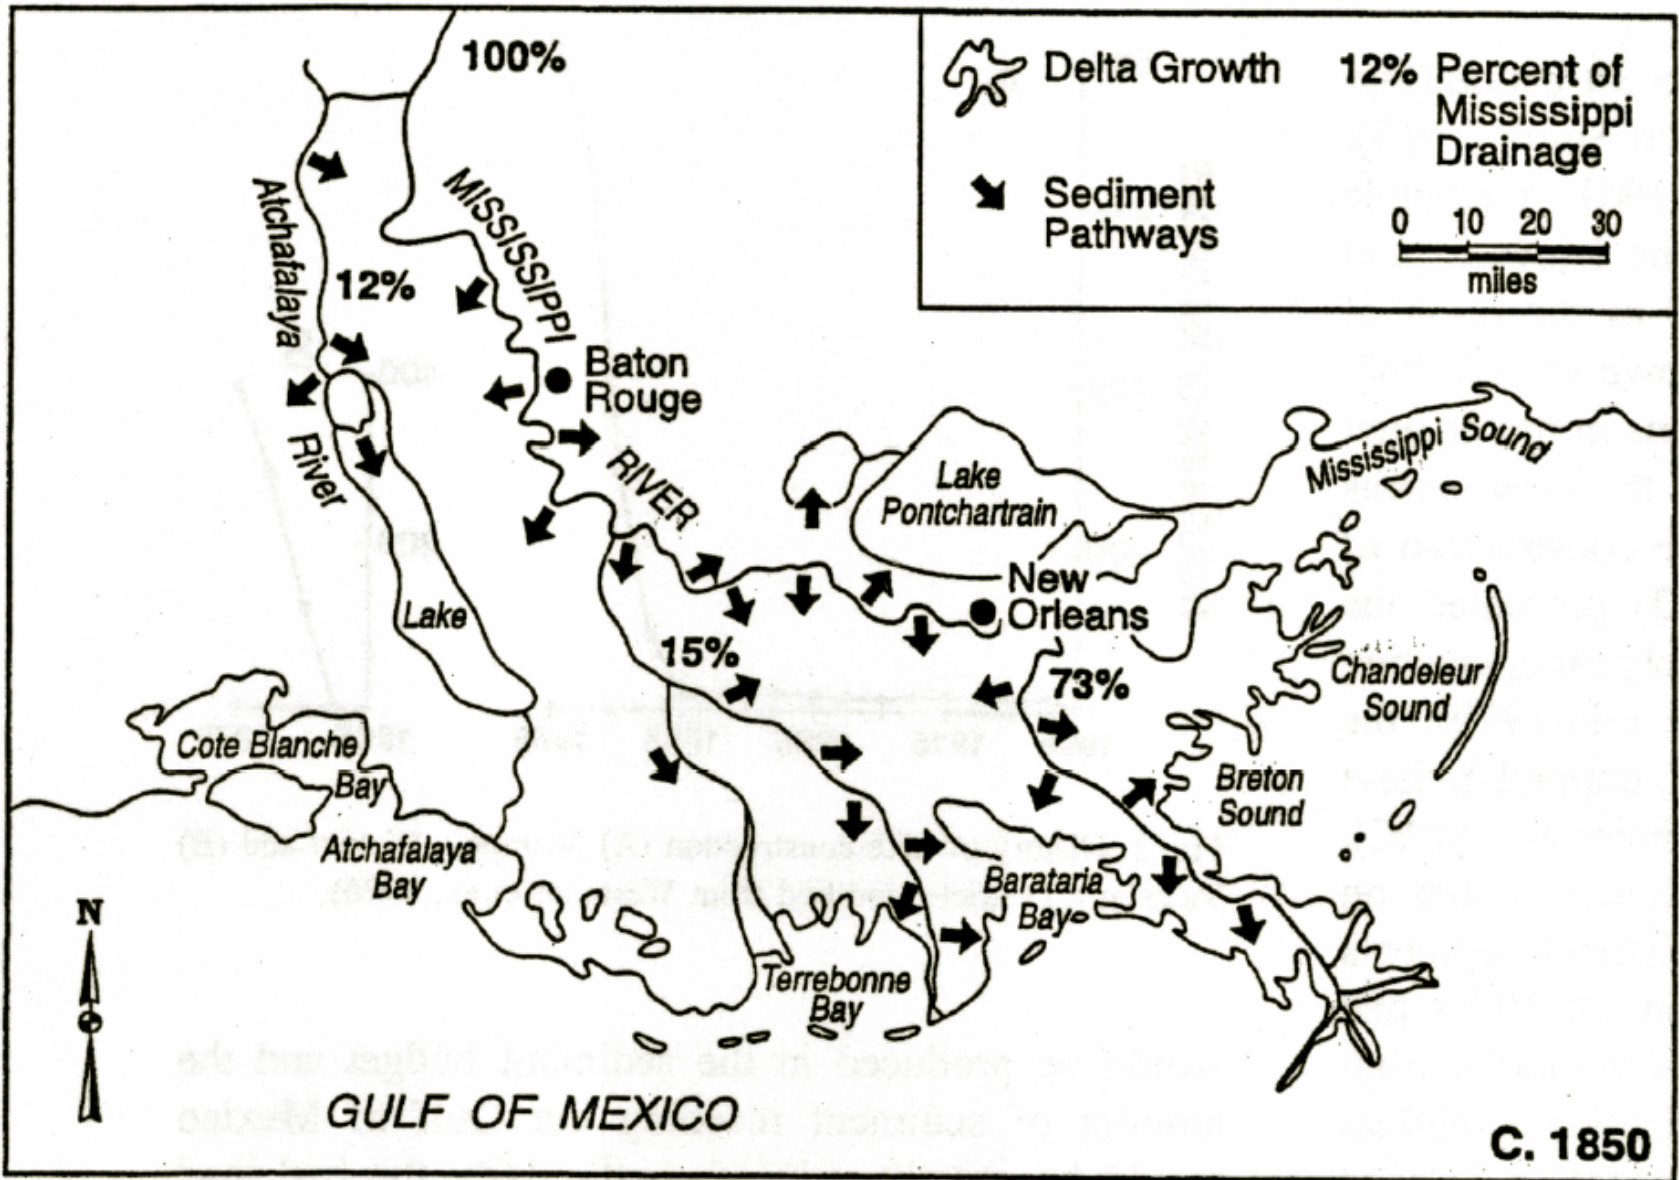 100%
Delta Growth
12% Percent of
Mississippi
Drainage
Sediment
Pathways
0 10 20 30
miles
Atchafalaya
River
MISSISSIPPI
RIVER
12%
Baton
Rouge
Lake
Pontchartrain
Mississippi Sound
New
Orleans
Lake
15%
73%
Chandeleur
Sound
Breton
Sound
Cote Blanche
Bay
Atchafalaya
Bay
Barataria
Bay
Terrebonne
Bay
N
GULF OF MEXICO
C. 1850